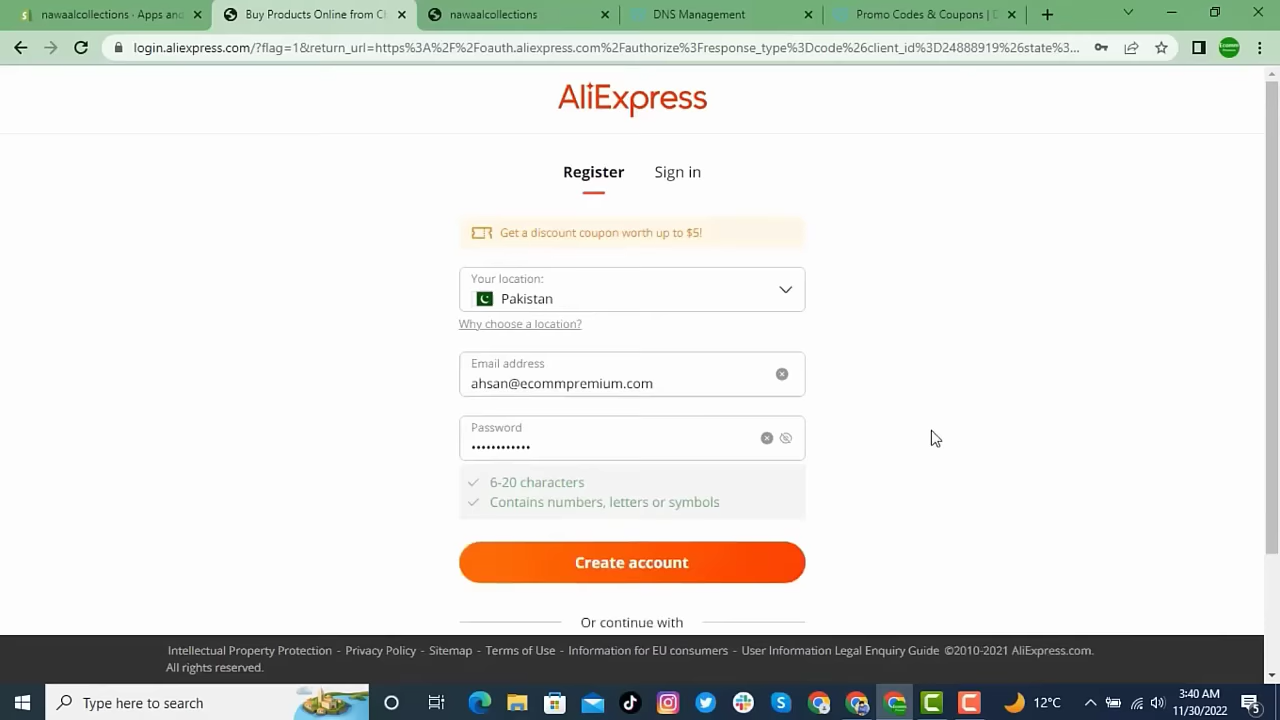 nawaalcollections · Apps and
Buy Products Online from Ch
nawaalcollections
DNS Management
Promo Codes & Coupons | D
login.aliexpress.com/?flag=1&return_url=https%3A%2F%2Foauth.aliexpress.com%2Fauthorize%3Fresponse_type%3Dcode%26client_id%3D24888919%26state%3...
AliExpress
Register
Sign in
Get a discount coupon worth up to $5!
Your location:
Pakistan
Why choose a location?
Email address
ahsan@ecommpremium.com
Password
••••••••••••
6-20 characters
Contains numbers, letters or symbols
Create account
Or continue with
Intellectual Property Protection - Privacy Policy - Sitemap - Terms of Use - Information for EU consumers - User Information Legal Enquiry Guide ©2010-2021 AliExpress.com.
All rights reserved.
Type here to search
12°C
3:40 AM
11/30/2022
5